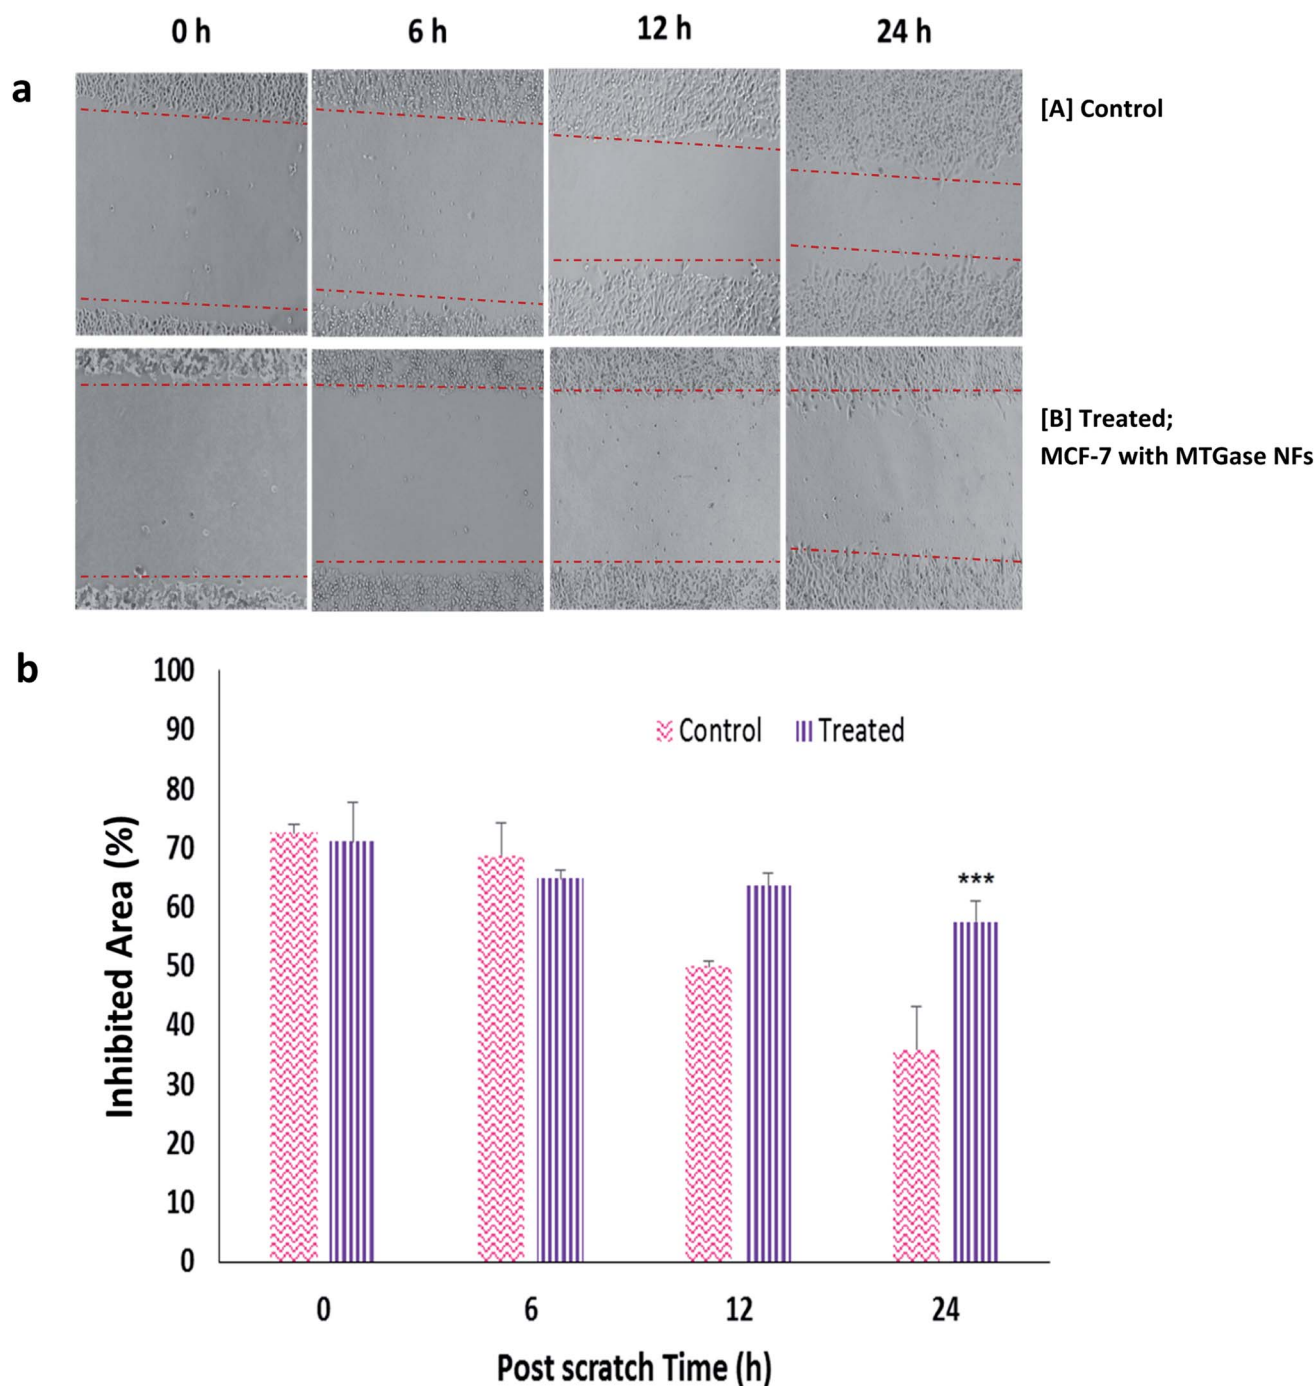 0 h 6 h 12 h 24 h
a
[A] Control
[B] Treated;
MCF-7 with MTGase NFs
b
100
90
80
70
60
50
40
30
20
10
0
Inhibited Area (%)
Control Treated
***
0 6 12 24
Post scratch Time (h)